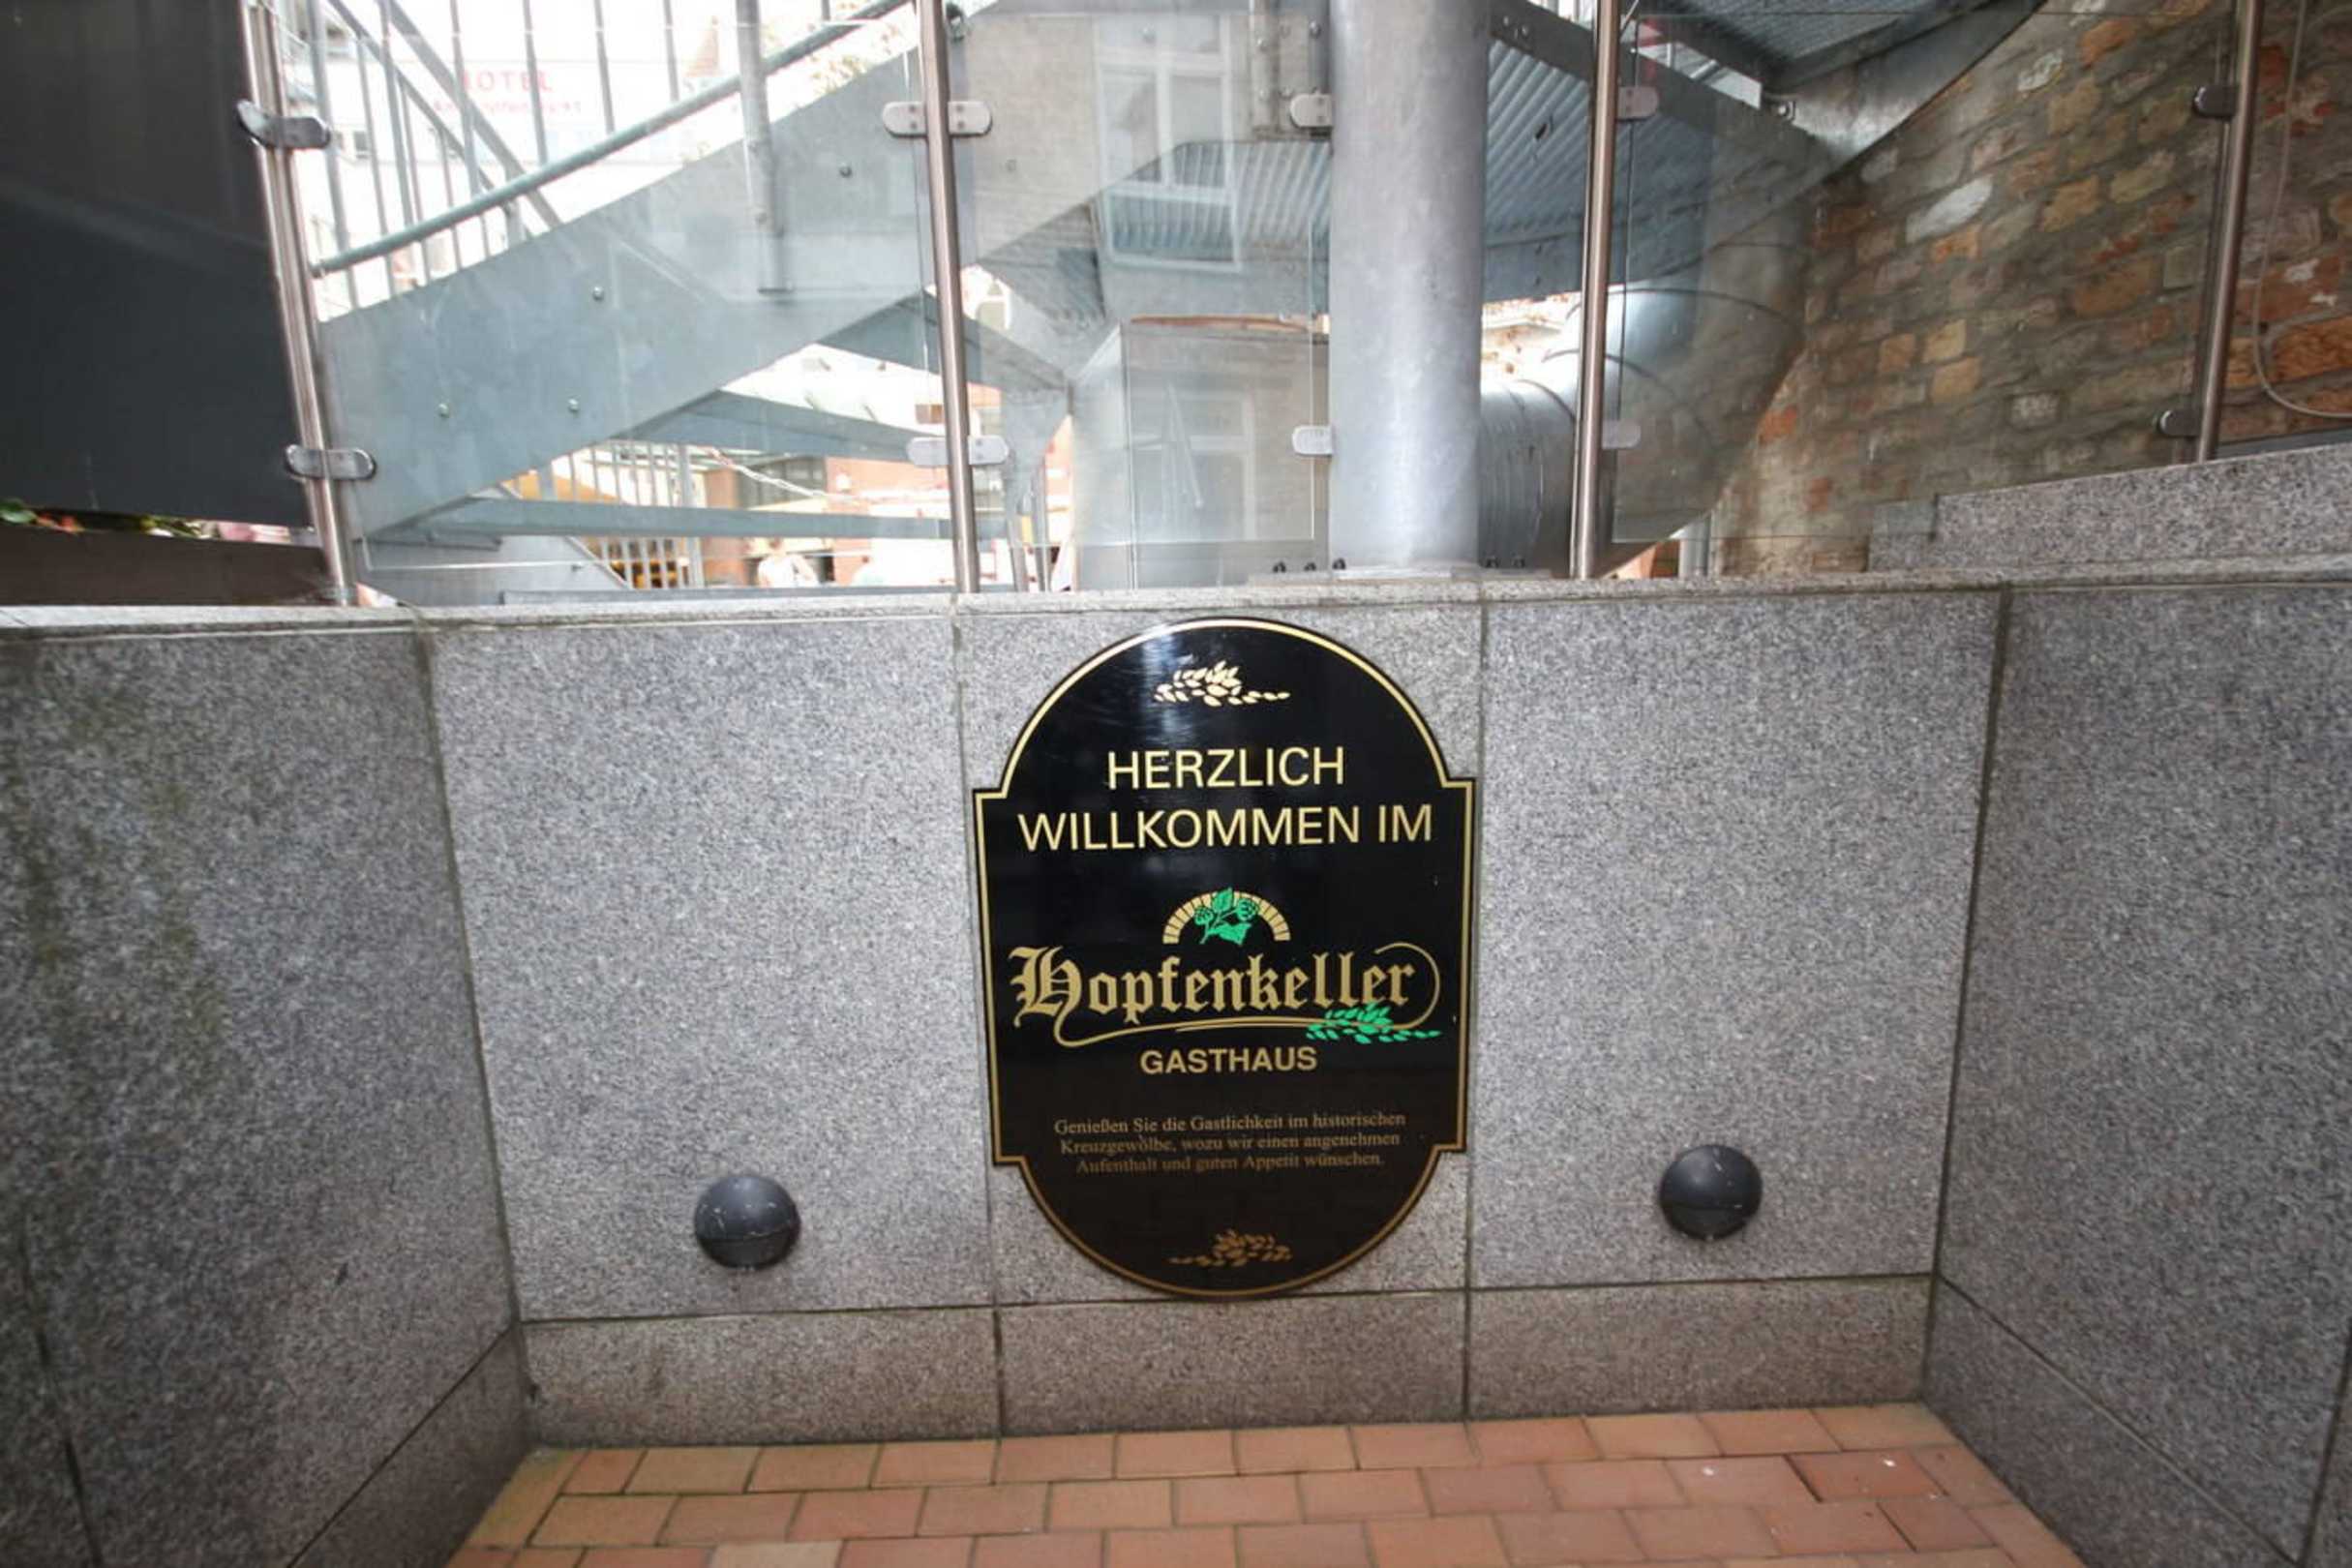 HERZLICH
WILLKOMMEN IM
Hopfenkeller
GASTHAUS
Genießen Sie die Gastlichkeit im historischen
Kreuzgewölbe, wozu wir einen angenehmen
Aufenthalt und guten Appetit wünschen.